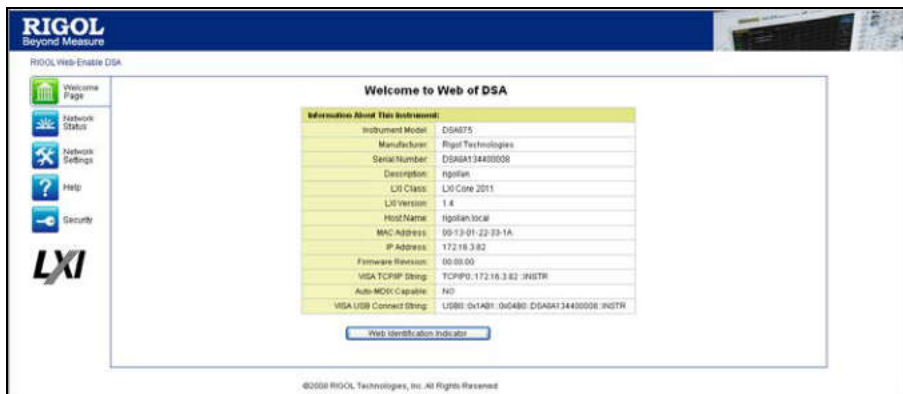 RIGOL
Beyond Measure
RIGOL Web-Enable DSA
Welcome Page
Network Status
Network Settings
Help
Security
LXI
Welcome to Web of DSA
Information About This Instrument:
Instrument Model: DSA875
Manufacturer: Rigol Technologies
Serial Number: DSA8A134400008
Description: rigollan
LXI Class: LXI Core 2011
LXI Version: 1.4
Host Name: rigollan.local
MAC Address: 00-13-01-22-33-1A
IP Address: 172.16.3.82
Firmware Revision: 00.00.00
VISA TCP/IP String: TCPIP0::172.16.3.82::INSTR
Auto-MDIX Capable: NO
VISA USB Connect String: USB0::0x1AB1::0x0960::DSA8A134400008::INSTR
Web Identification Indicator
©2008 RIGOL Technologies, Inc. All Rights Reserved